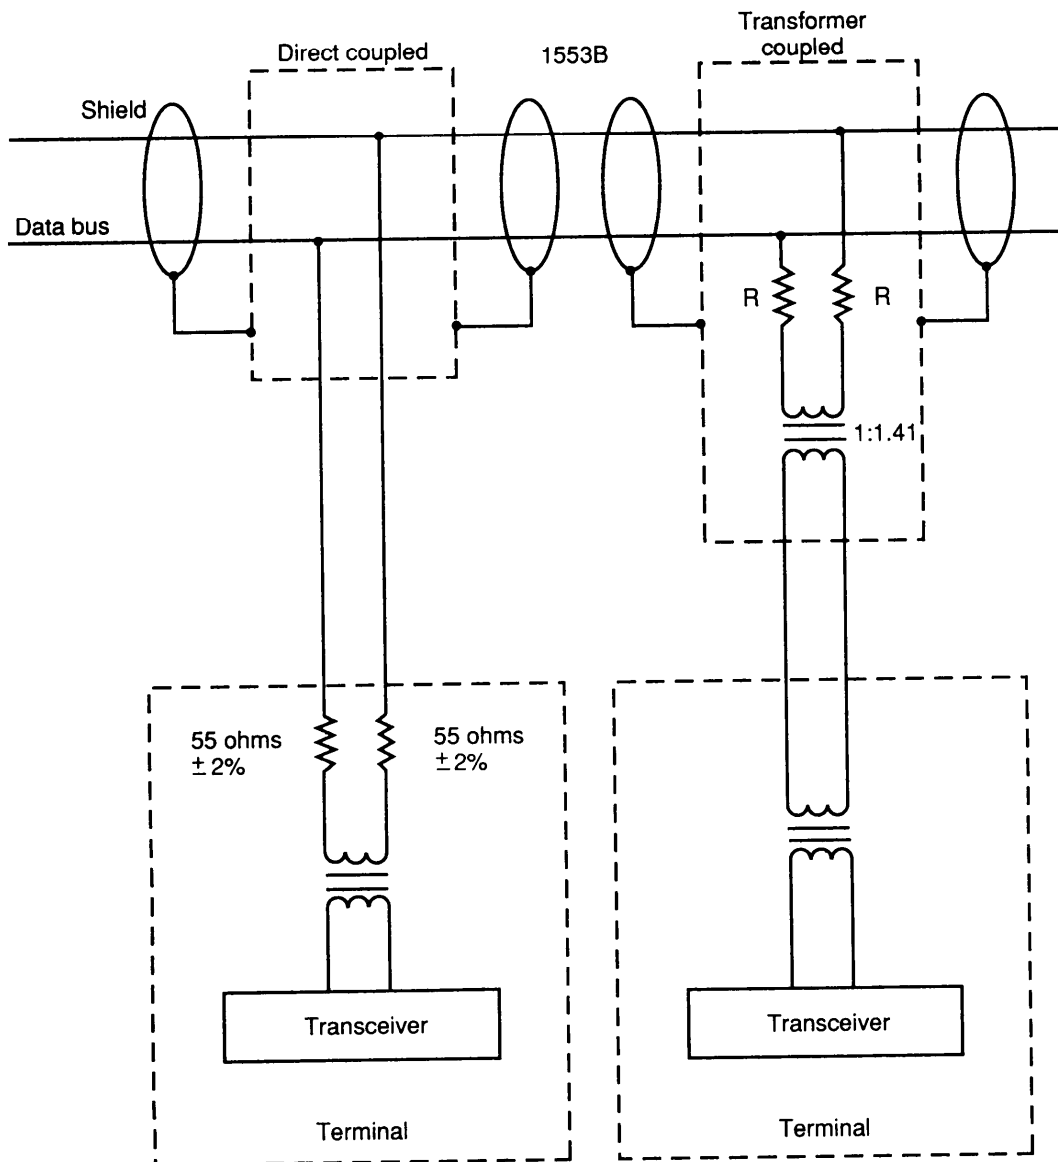 Direct coupled
1553B
Transformer
coupled
Shield
Data bus
R
R
1:1.41
55 ohms
± 2%
55 ohms
± 2%
Transceiver
Transceiver
Terminal
Terminal